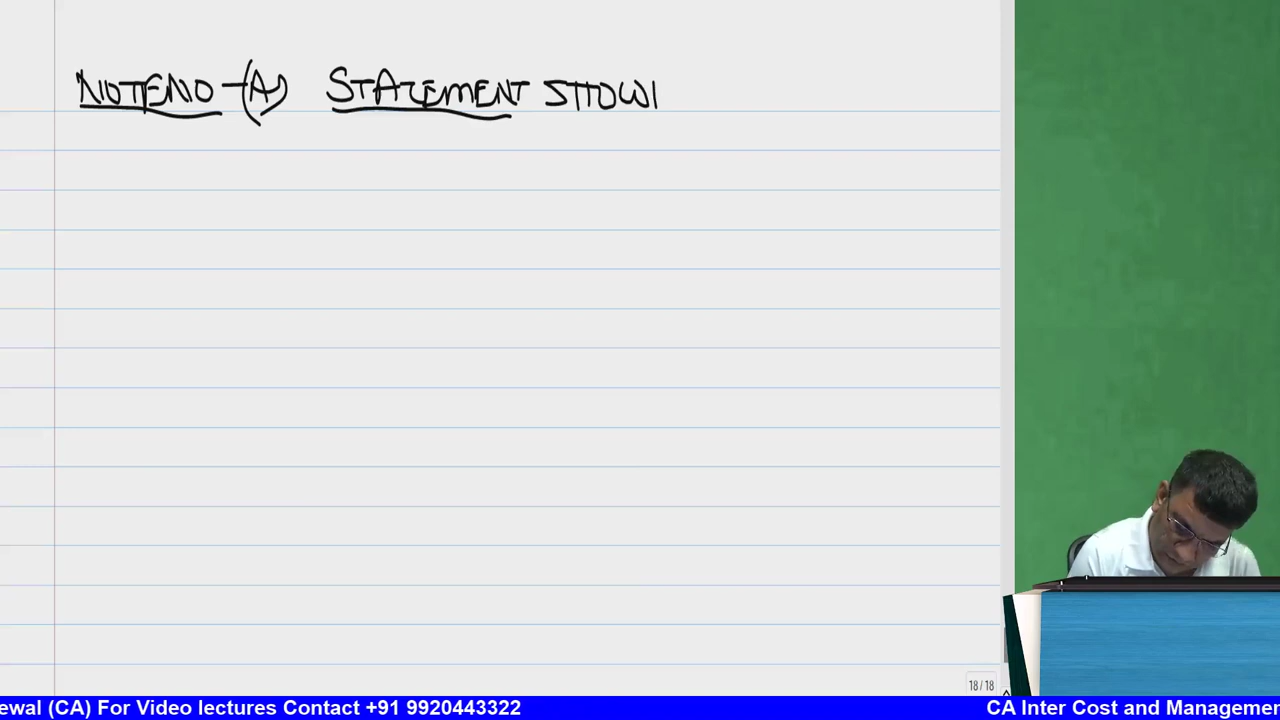 NOTE NO - (A) STATEMENT SHOWI
18/18
ewal (CA) For Video lectures Contact +91 9920443322 CA Inter Cost and Managemen